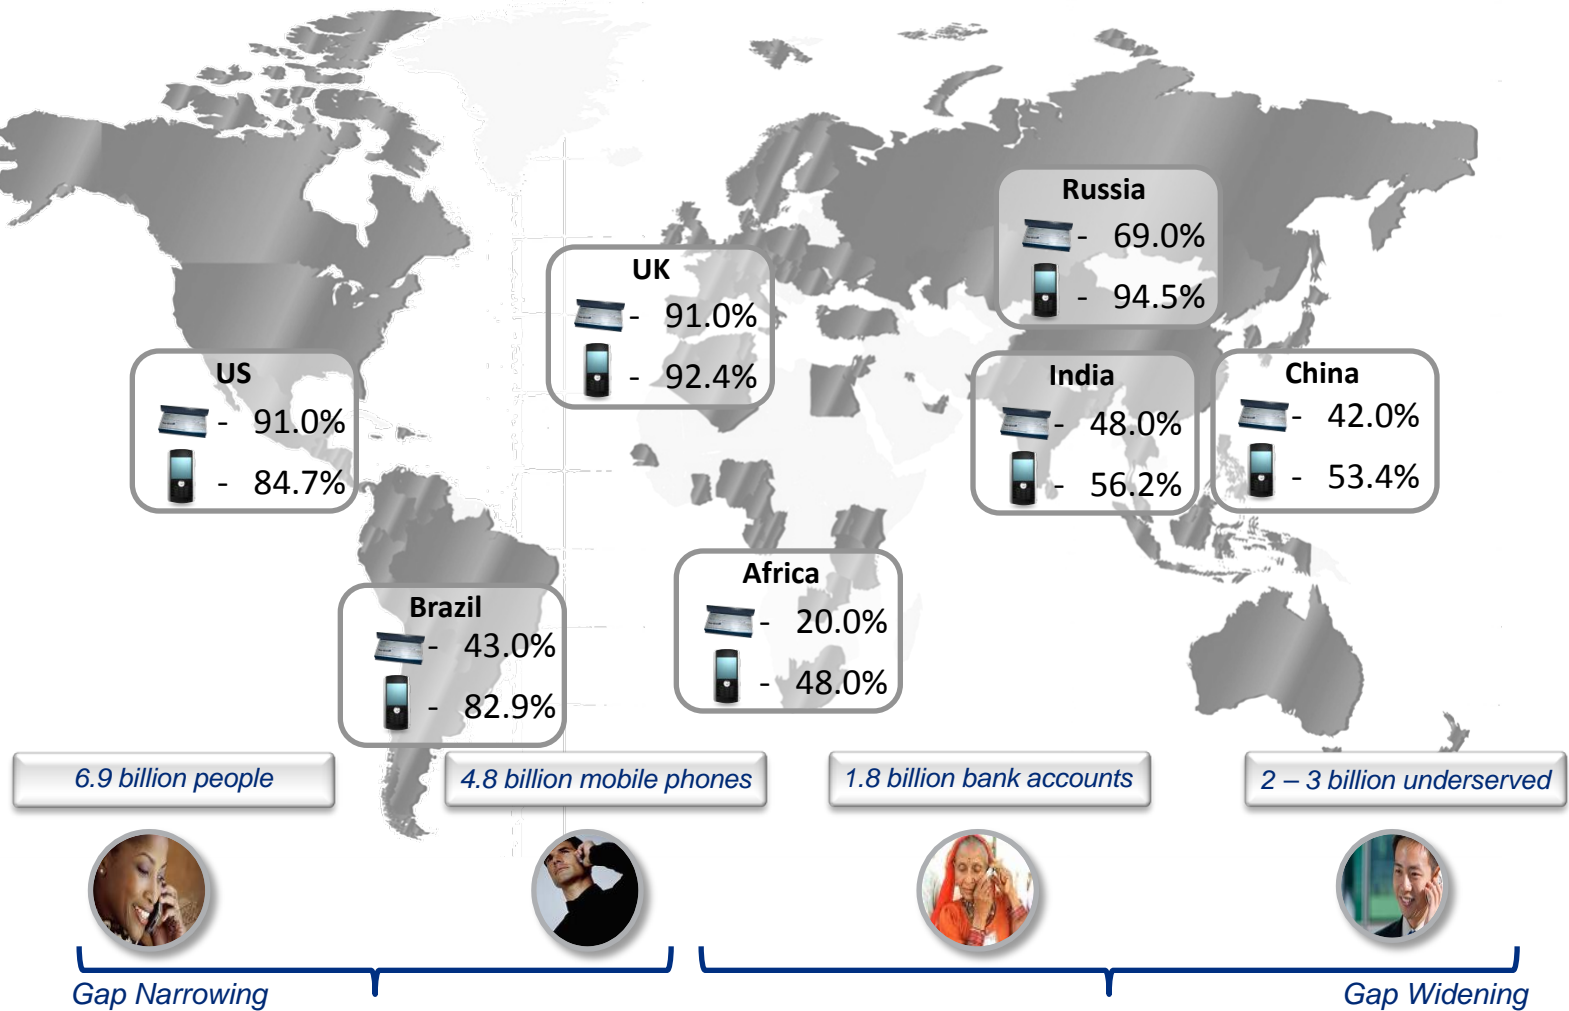 Russia
- 69.0%
- 94.5%
UK
- 91.0%
- 92.4%
US
- 91.0%
- 84.7%
India
- 48.0%
- 56.2%
China
- 42.0%
- 53.4%
Africa
- 20.0%
- 48.0%
Brazil
- 43.0%
- 82.9%
6.9 billion people
4.8 billion mobile phones
1.8 billion bank accounts
2 – 3 billion underserved
Gap Narrowing
Gap Widening